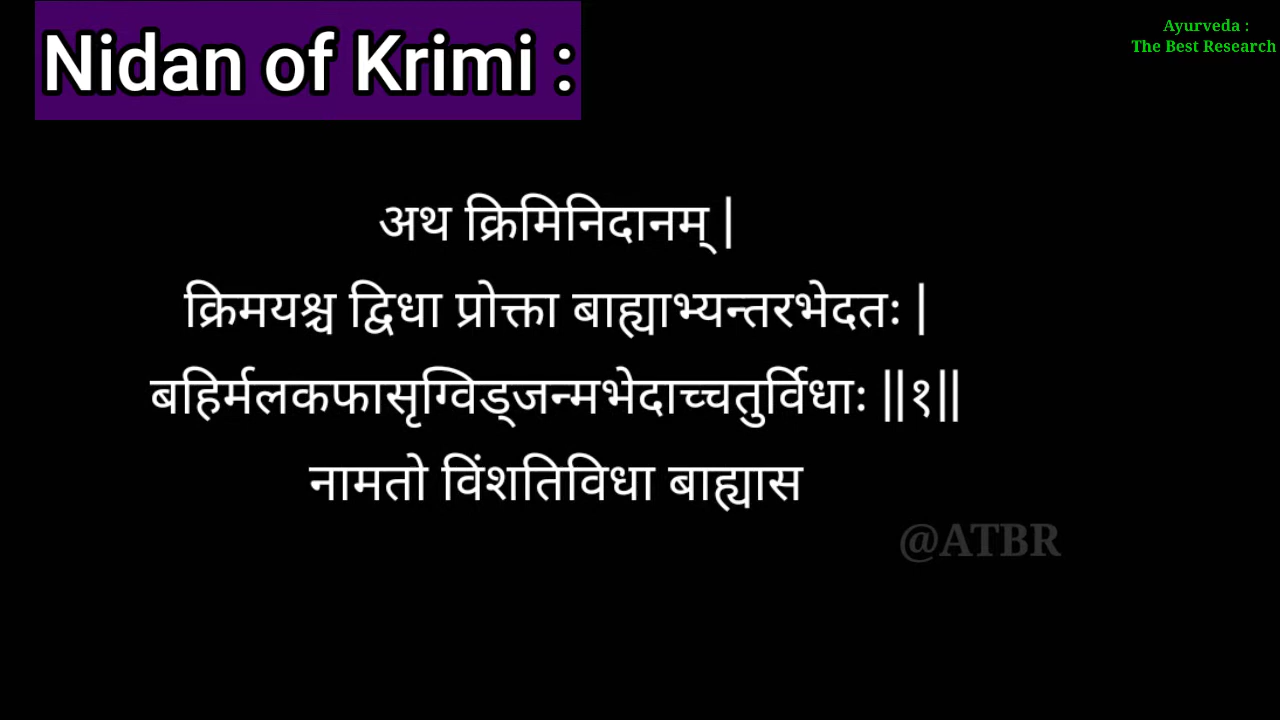 Nidan of Krimi :
Ayurveda :
The Best Research
अथ क्रिमिनिदानम् |
क्रिमयश्च द्विधा प्रोक्ता बाह्याभ्यन्तरभेदतः |
बहिर्मलकफासृग्विड्जन्मभेदाच्चतुर्विधाः ||१||
नामतो विंशतिविधा बाह्यास
@ATBR